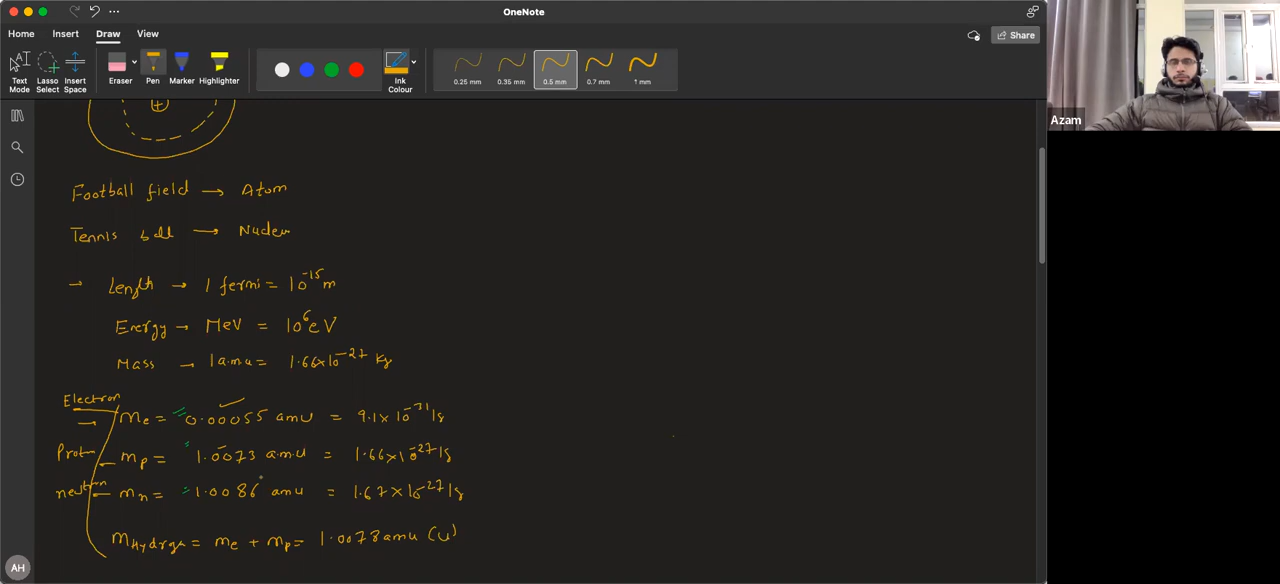 OneNote
Home Insert Draw View
Share
Text Mode
Lasso Select
Insert Space
Eraser
Pen
Marker
Highlighter
Ink Colour
0.25 mm
0.35 mm
0.5 mm
0.7 mm
1 mm
Azam
+
Football field → Atom
Tennis ball → Nucleus
→ Length → 1 fermi = 10⁻¹⁵ m
Energy → MeV = 10⁶ eV
Mass → 1 a.m.u = 1.66×10⁻²⁷ Kg
Electron
→ Me = 0.00055 amu = 9.1×10⁻³¹ kg
Proton mp = 1.0073 a.m.u = 1.66×10⁻²⁷ kg
neutron mn = 1.0086 amu = 1.67×10⁻²⁷ kg
MHydrgn = me + mp = 1.0078 amu (u)
AH